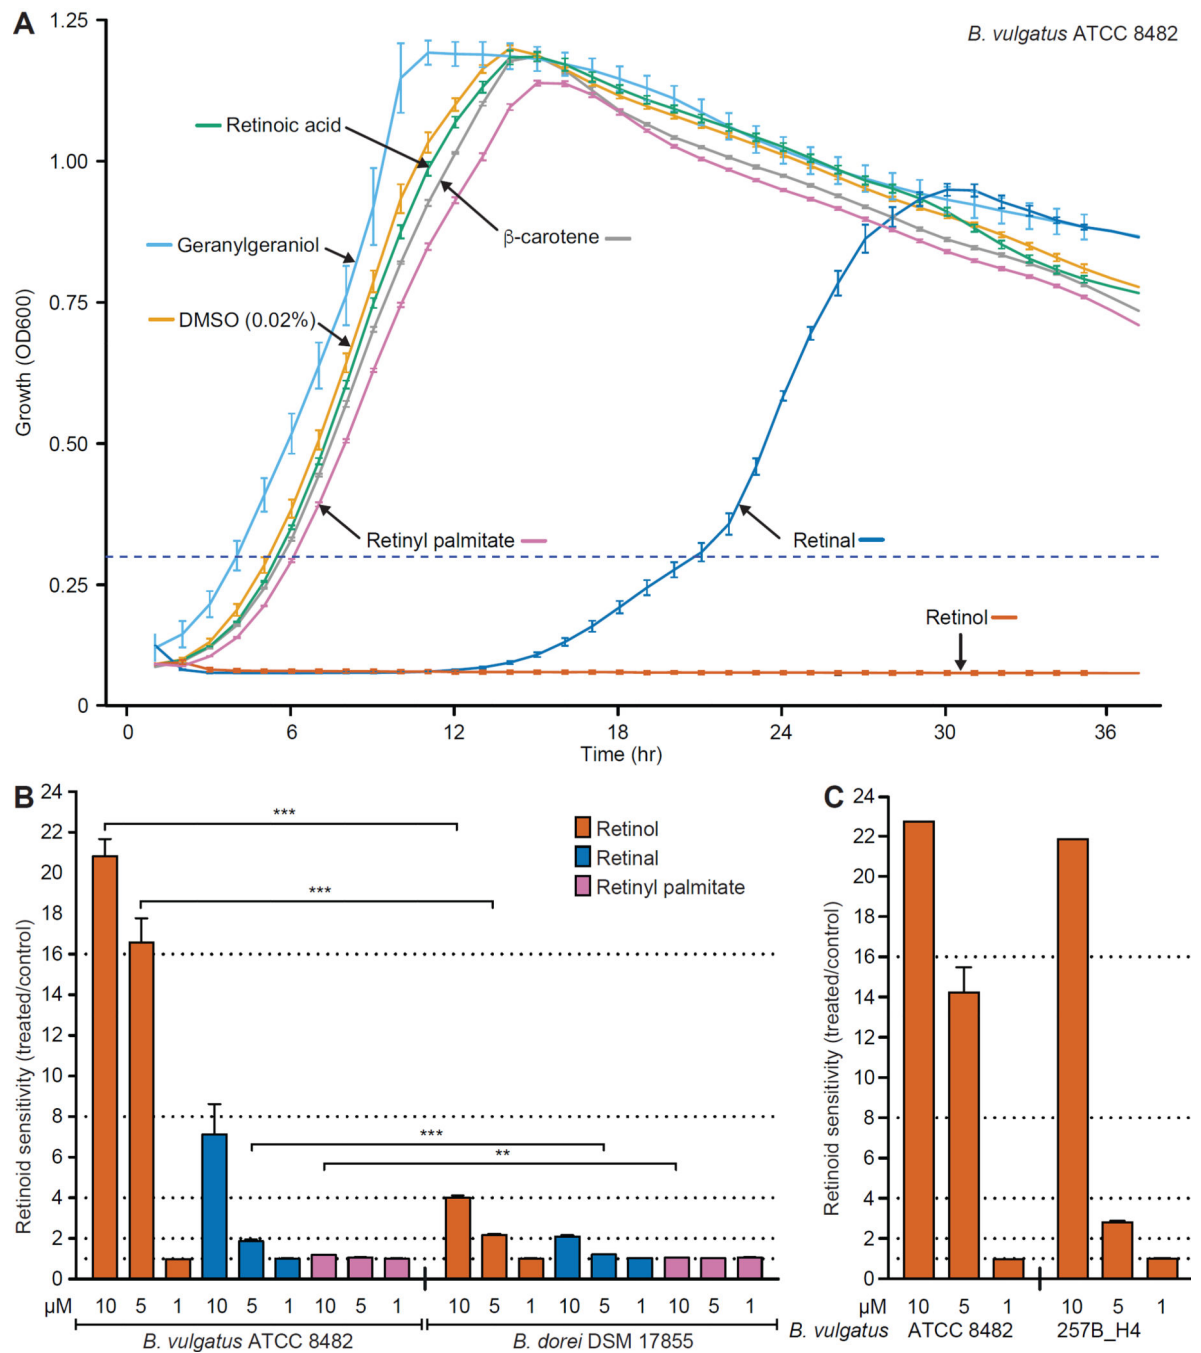 A
B. vulgatus ATCC 8482
1.25
1.00
0.75
0.50
0.25
0
Growth (OD600)
Retinoic acid
β-carotene
Geranylgeraniol
DMSO (0.02%)
Retinyl palmitate
Retinal
Retinol
0 6 12 18 24 30 36
Time (hr)
B
24
22
20
18
16
14
12
10
8
6
4
2
0
Retinoid sensitivity (treated/control)
***
***
***
**
Retinol
Retinal
Retinyl palmitate
µM 10 5 1 10 5 1 10 5 1 10 5 1 10 5 1 10 5 1
B. vulgatus ATCC 8482 B. dorei DSM 17855
C
24
22
20
18
16
14
12
10
8
6
4
2
0
Retinoid sensitivity (treated/control)
µM 10 5 1 10 5 1
B. vulgatus ATCC 8482 257B_H4